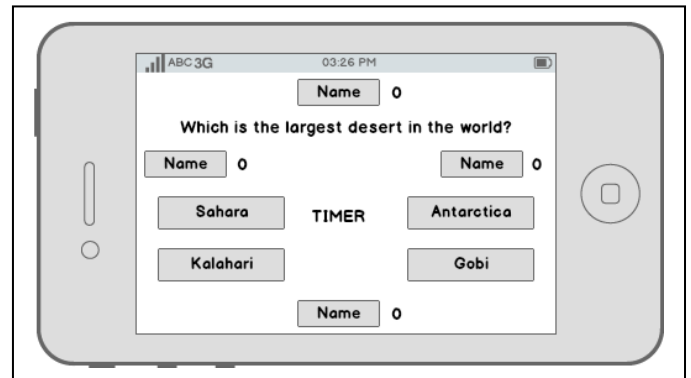 ABC 3G 03:26 PM
Name 0
Which is the largest desert in the world?
Name 0 Name 0
Sahara TIMER Antarctica
Kalahari Gobi
Name 0